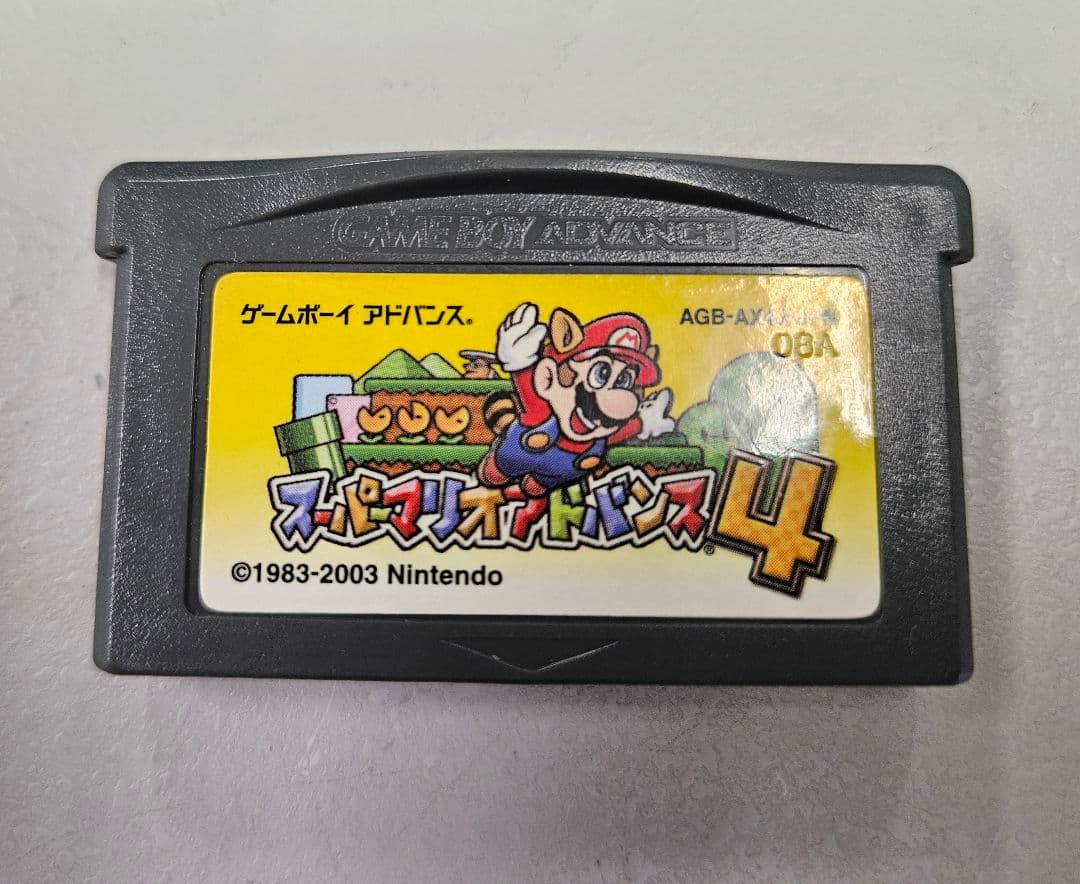 GAME BOY ADVANCE
ゲームボーイ アドバンス®
08A
スーパーマリオアドバンス®4
©1983-2003 Nintendo